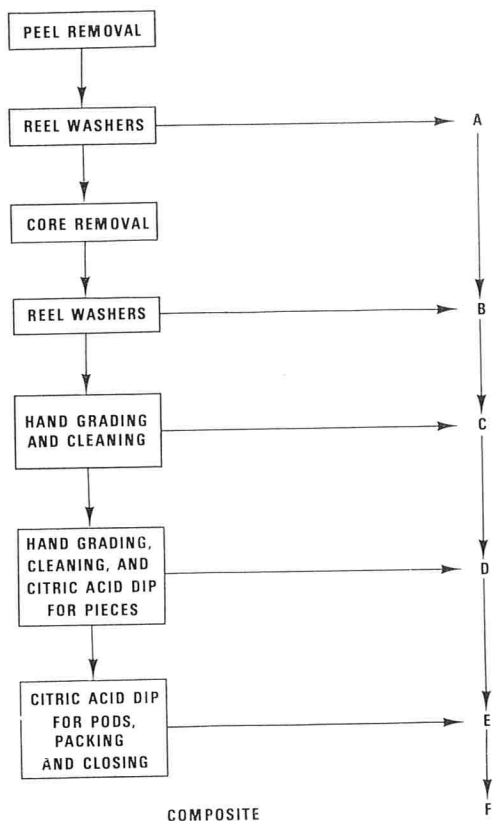 PEEL REMOVAL
REEL WASHERS
A
CORE REMOVAL
REEL WASHERS
B
HAND GRADING
AND CLEANING
C
HAND GRADING,
CLEANING, AND
CITRIC ACID DIP
FOR PIECES
D
CITRIC ACID DIP
FOR PODS,
PACKING
AND CLOSING
E
COMPOSITE
F